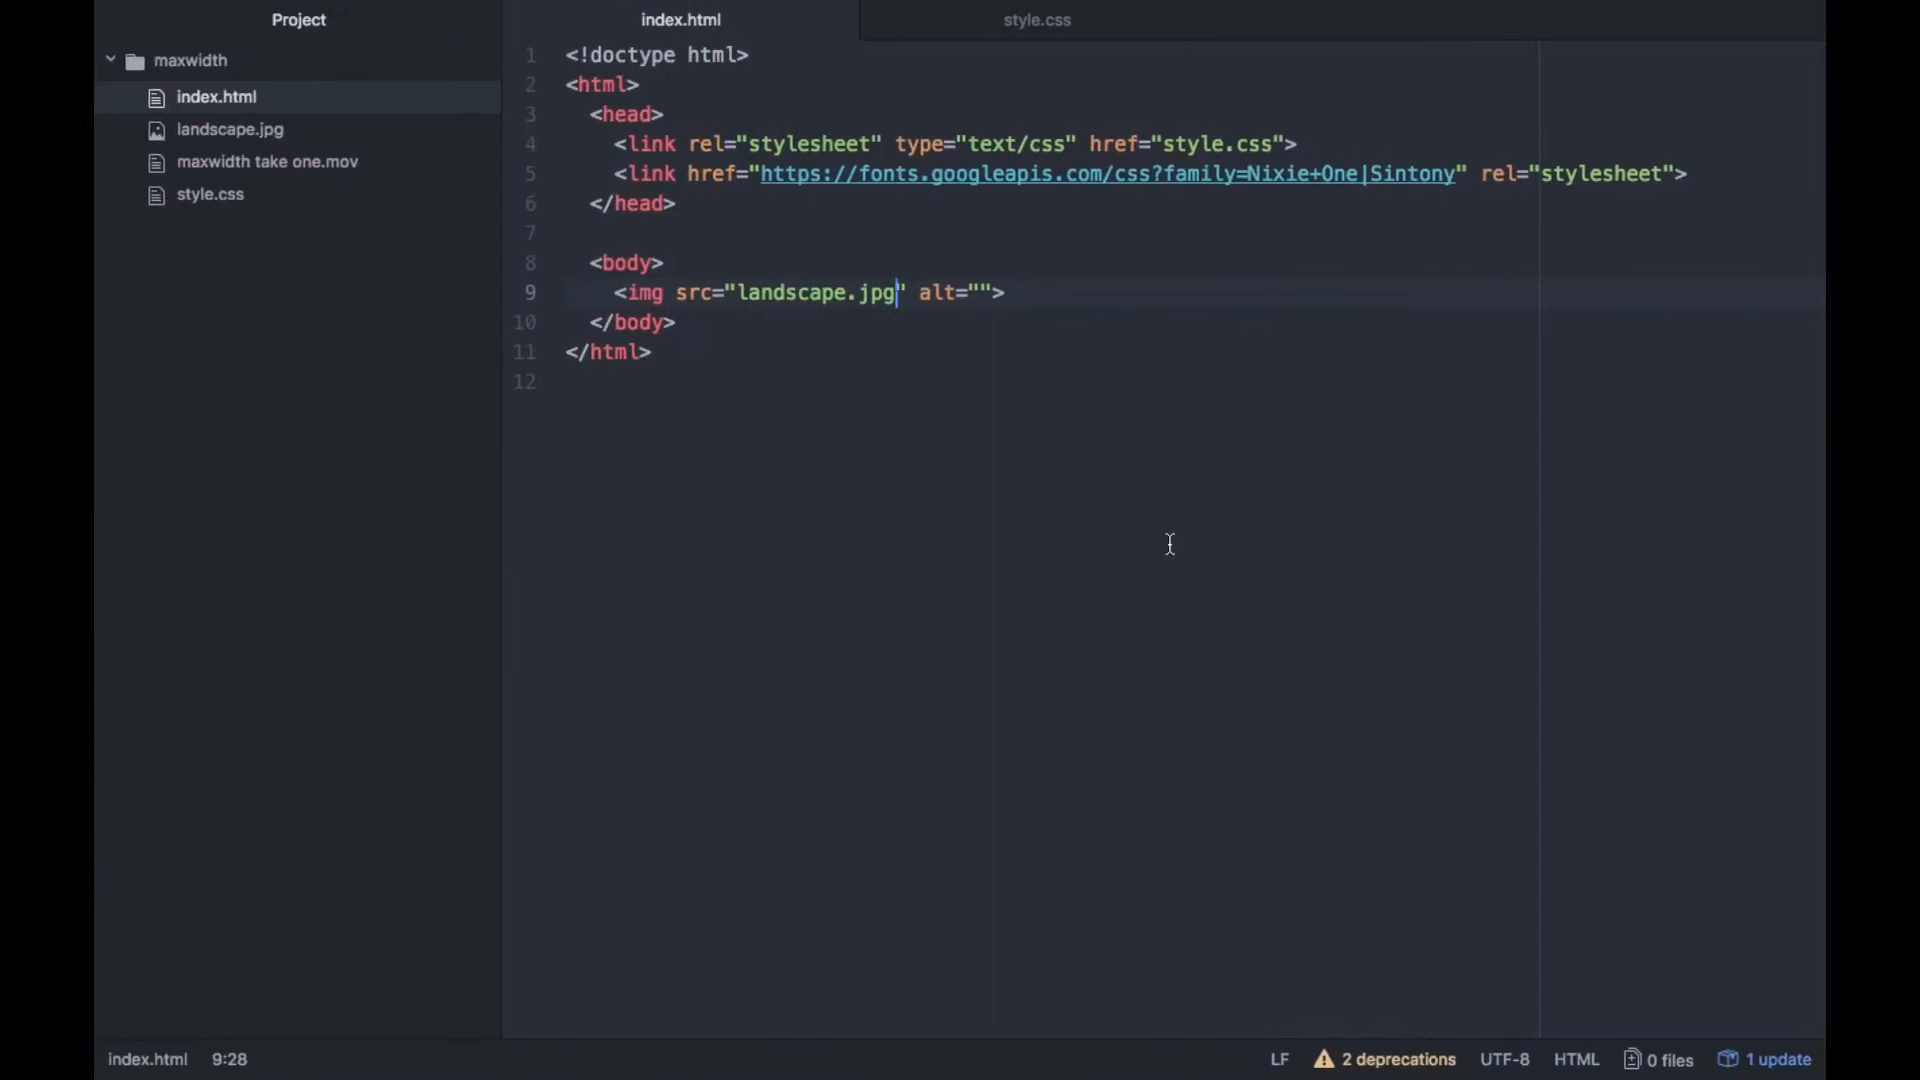 Project
index.html
style.css
maxwidth
index.html
landscape.jpg
maxwidth take one.mov
style.css
1 <!doctype html>
2 <html>
3 <head>
4 <link rel="stylesheet" type="text/css" href="style.css">
5 <link href="https://fonts.googleapis.com/css?family=Nixie+One|Sintony" rel="stylesheet">
6 </head>
7
8 <body>
9 <img src="landscape.jpg" alt="">
10 </body>
11 </html>
12
index.html 9:28 LF 2 deprecations UTF-8 HTML 0 files 1 update